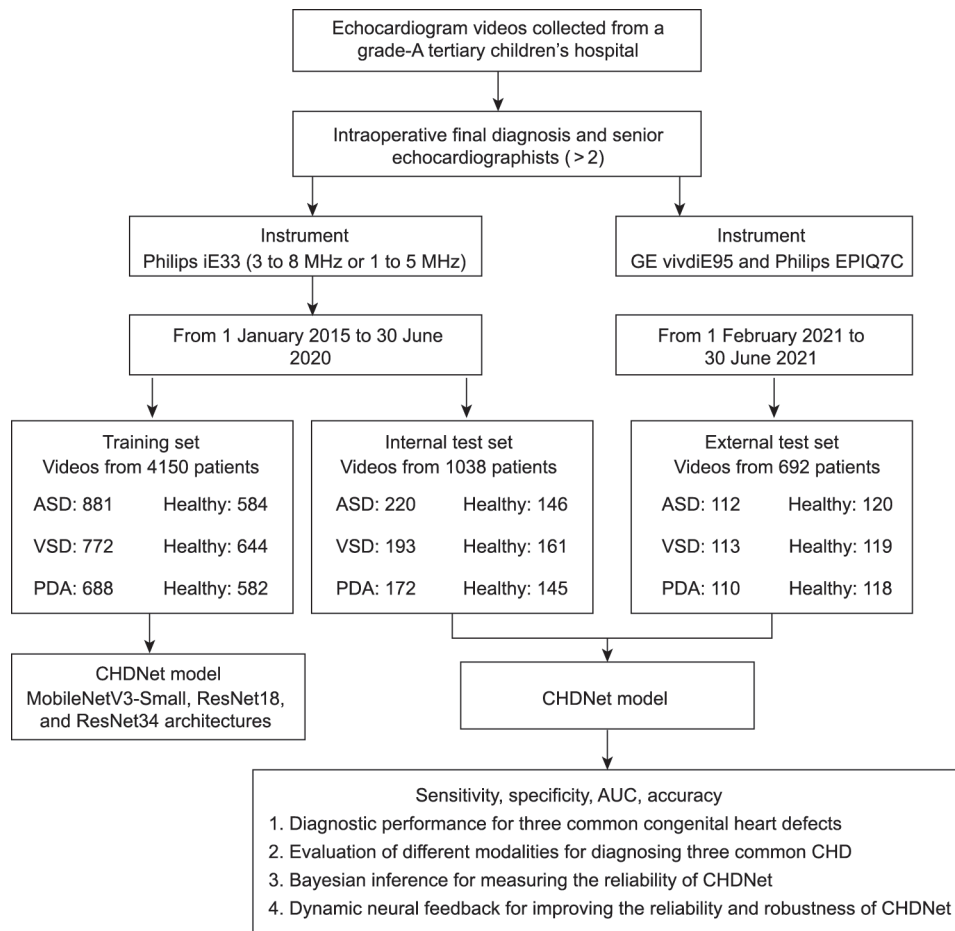 Echocardiogram videos collected from a
grade-A tertiary children's hospital
Intraoperative final diagnosis and senior
echocardiographists (>2)
Instrument
Philips iE33 (3 to 8 MHz or 1 to 5 MHz)
Instrument
GE vivdiE95 and Philips EPIQ7C
From 1 January 2015 to 30 June
2020
From 1 February 2021 to
30 June 2021
Training set
Videos from 4150 patients
ASD: 881 Healthy: 584
VSD: 772 Healthy: 644
PDA: 688 Healthy: 582
Internal test set
Videos from 1038 patients
ASD: 220 Healthy: 146
VSD: 193 Healthy: 161
PDA: 172 Healthy: 145
External test set
Videos from 692 patients
ASD: 112 Healthy: 120
VSD: 113 Healthy: 119
PDA: 110 Healthy: 118
CHDNet model
MobileNetV3-Small, ResNet18,
and ResNet34 architectures
CHDNet model
Sensitivity, specificity, AUC, accuracy
1. Diagnostic performance for three common congenital heart defects
2. Evaluation of different modalities for diagnosing three common CHD
3. Bayesian inference for measuring the reliability of CHDNet
4. Dynamic neural feedback for improving the reliability and robustness of CHDNet